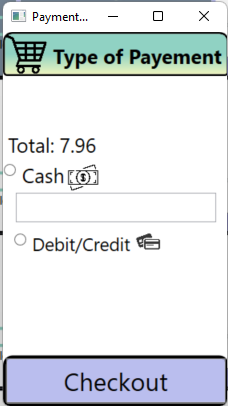 Payment...
Type of Payement
Total: 7.96
Cash
Debit/Credit
Checkout